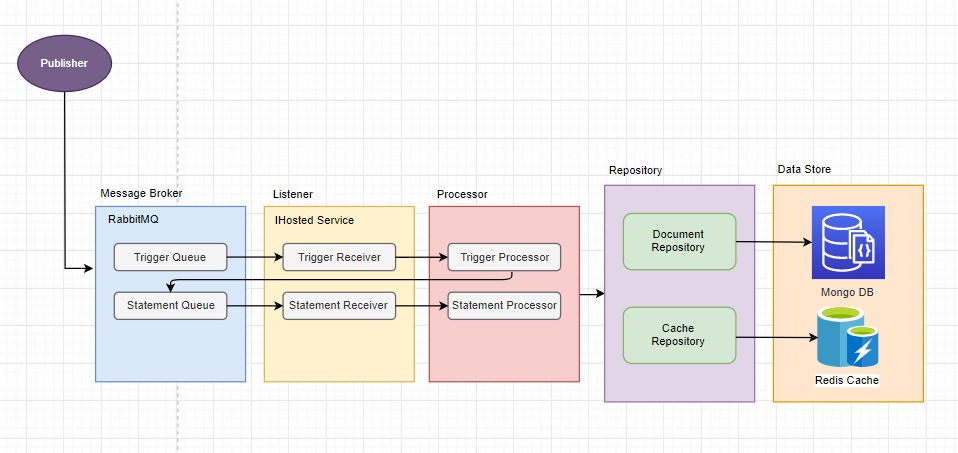 Publisher
Message Broker
RabbitMQ
Trigger Queue
Statement Queue
Listener
IHosted Service
Trigger Receiver
Statement Receiver
Processor
Trigger Processor
Statement Processor
Repository
Document
Repository
Cache
Repository
Data Store
Mongo DB
Redis Cache